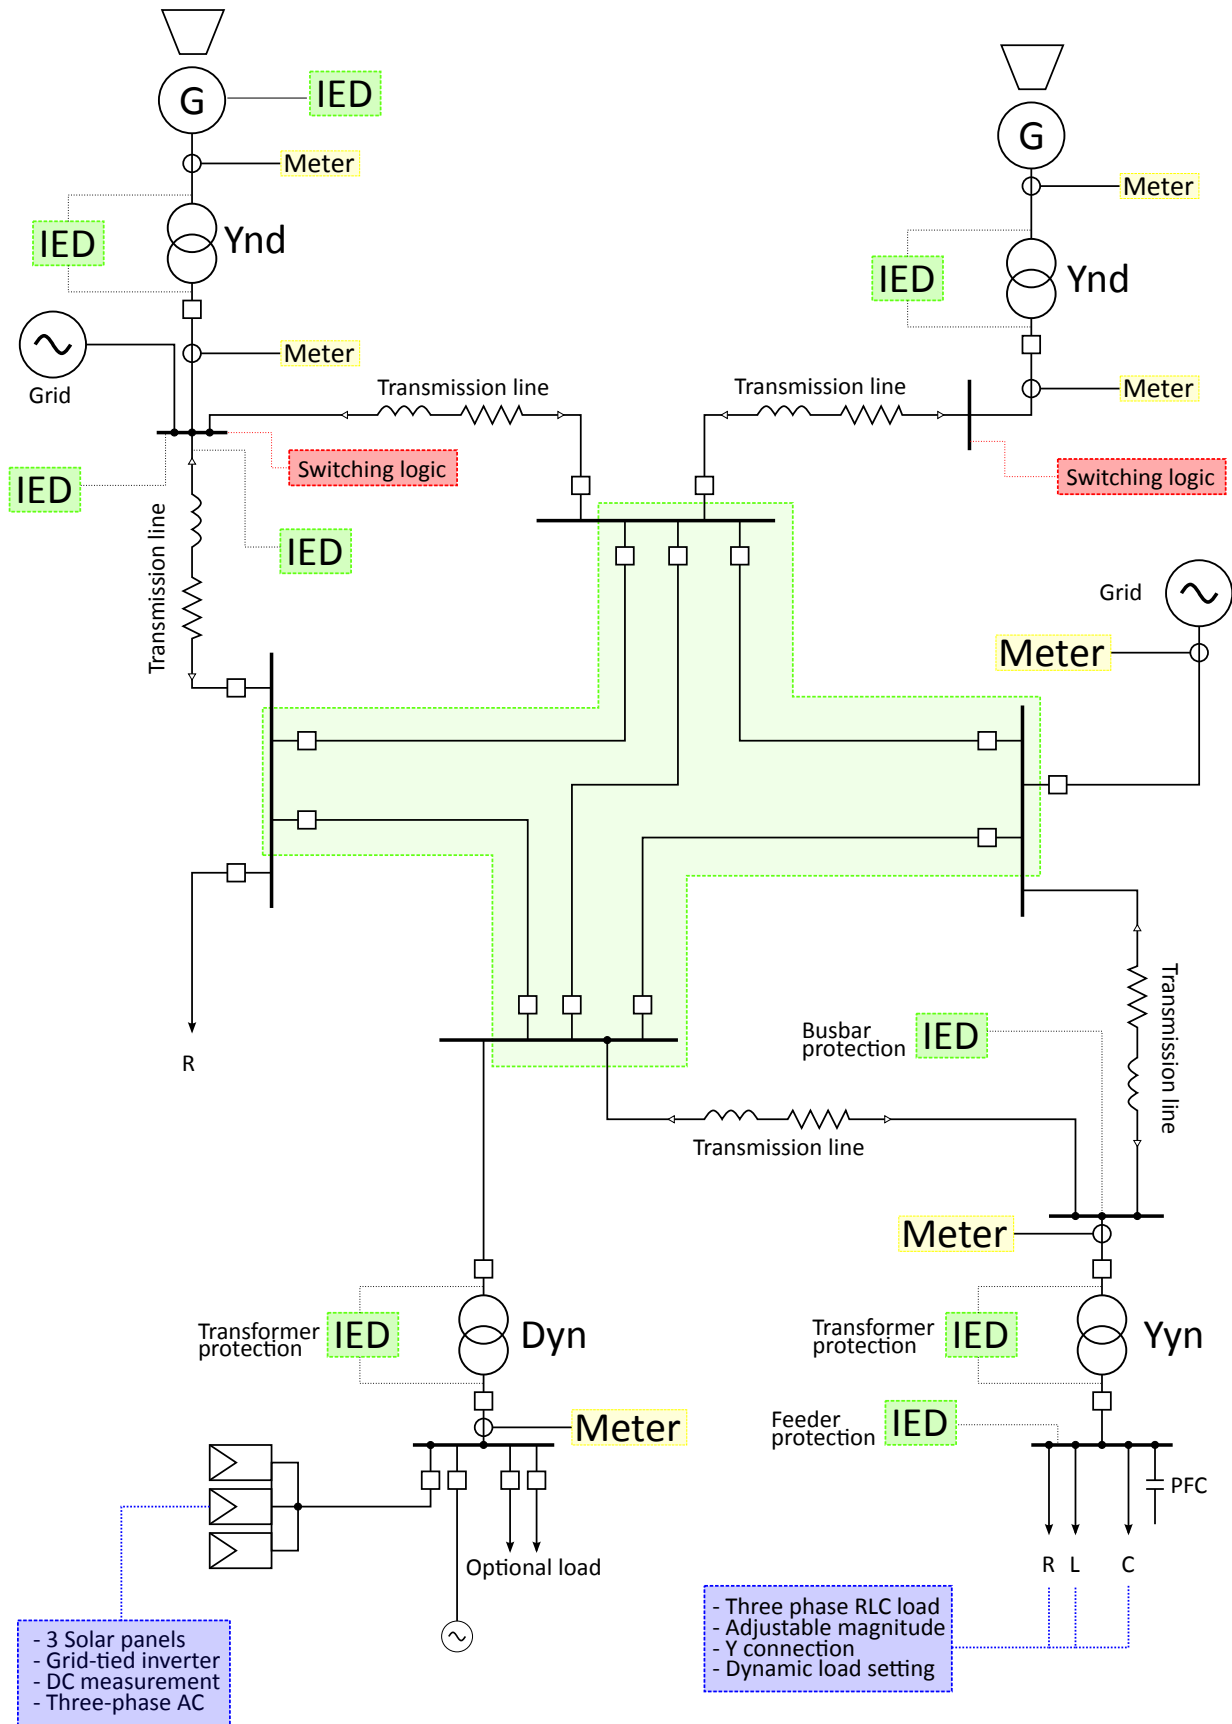 G
IED
Meter
IED
Ynd
Grid
Meter
G
Meter
IED
Ynd
Meter
Transmission line
Transmission line
Switching logic
Switching logic
IED
IED
Transmission line
Grid
Meter
R
Busbar
protection
IED
Transmission line
Transmission line
Meter
Transformer
protection
IED
Dyn
Transformer
protection
IED
Yyn
Meter
Feeder
protection
IED
PFC
Optional load
R
L
C
- 3 Solar panels
- Grid-tied inverter
- DC measurement
- Three-phase AC
- Three phase RLC load
- Adjustable magnitude
- Y connection
- Dynamic load setting